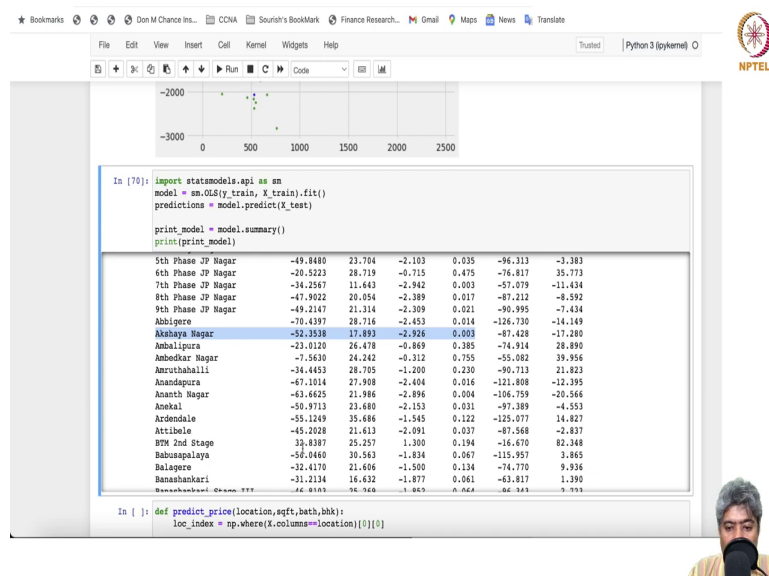 Bookmarks Don M Chance Ins... CCNA Sourish's BookMark Finance Research... Gmail Maps News Translate
File Edit View Insert Cell Kernel Widgets Help Trusted Python 3 (ipykernel) O
Run Code
NPTEL
−2000
−3000
0 500 1000 1500 2000 2500
In [70]: import statsmodels.api as sm
model = sm.OLS(y_train, X_train).fit()
predictions = model.predict(X_test)
print_model = model.summary()
print(print_model)
5th Phase JP Nagar -49.8480 23.704 -2.103 0.035 -96.313 -3.383
6th Phase JP Nagar -20.5223 28.719 -0.715 0.475 -76.817 35.773
7th Phase JP Nagar -34.2567 11.643 -2.942 0.003 -57.079 -11.434
8th Phase JP Nagar -47.9022 20.054 -2.389 0.017 -87.212 -8.592
9th Phase JP Nagar -49.2147 21.314 -2.309 0.021 -90.995 -7.434
Abbigere -70.4397 28.716 -2.453 0.014 -126.730 -14.149
Akshaya Nagar -52.3538 17.893 -2.926 0.003 -87.428 -17.280
Ambalipura -23.0120 26.478 -0.869 0.385 -74.914 28.890
Ambedkar Nagar -7.5630 24.242 -0.312 0.755 -55.082 39.956
Amruthahalli -34.4453 28.705 -1.200 0.230 -90.713 21.823
Anandapura -67.1014 27.908 -2.404 0.016 -121.808 -12.395
Ananth Nagar -63.6625 21.986 -2.896 0.004 -106.759 -20.566
Anekal -50.9713 23.680 -2.153 0.031 -97.389 -4.553
Ardendale -55.1249 35.686 -1.545 0.122 -125.077 14.827
Attibele -45.2028 21.613 -2.091 0.037 -87.568 -2.837
BTM 2nd Stage 32.8387 25.257 1.300 0.194 -16.670 82.348
Babusapalaya -56.0460 30.563 -1.834 0.067 -115.957 3.865
Balagere -32.4170 21.606 -1.500 0.134 -74.770 9.936
Banashankari -31.2134 16.632 -1.877 0.061 -63.817 1.390
Banashankari Stage III -46.8103 25.269 -1.852 0.064 -96.343 2.723
In [ ]: def predict_price(location,sqft,bath,bhk):
loc_index = np.where(X.columns==location)[0][0]